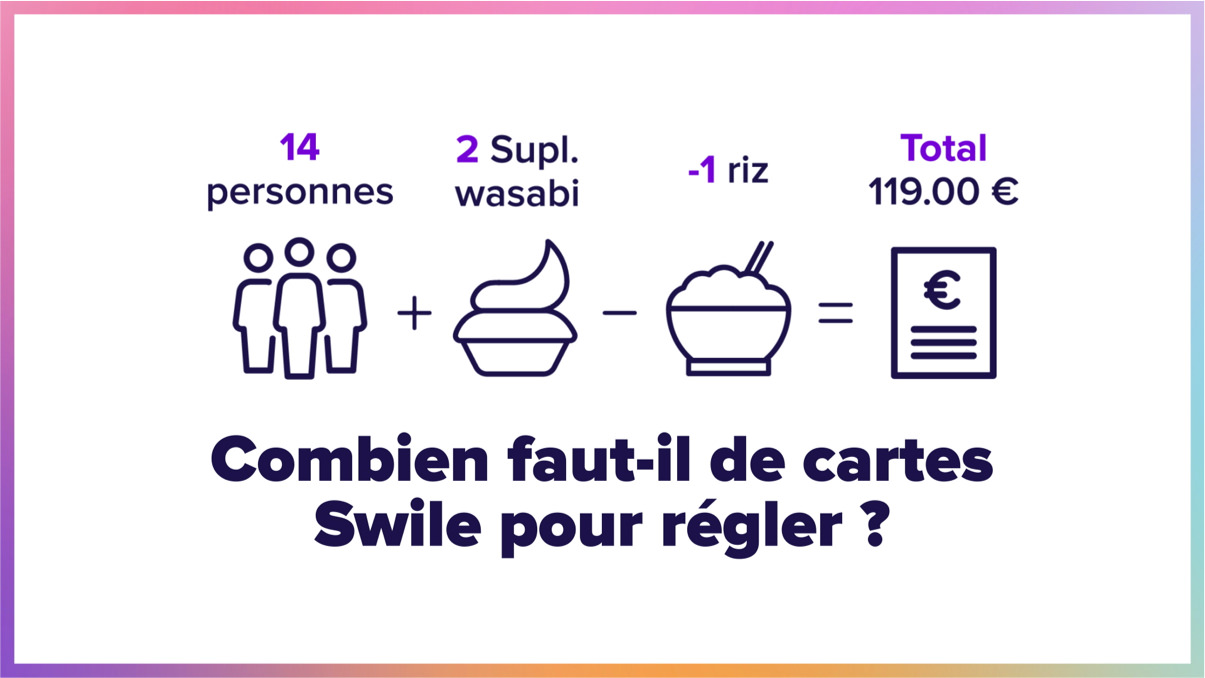 14
personnes
2 Supl.
wasabi
-1 riz
Total
119.00 €
+
−
=
€
Combien faut-il de cartes
Swile pour régler ?